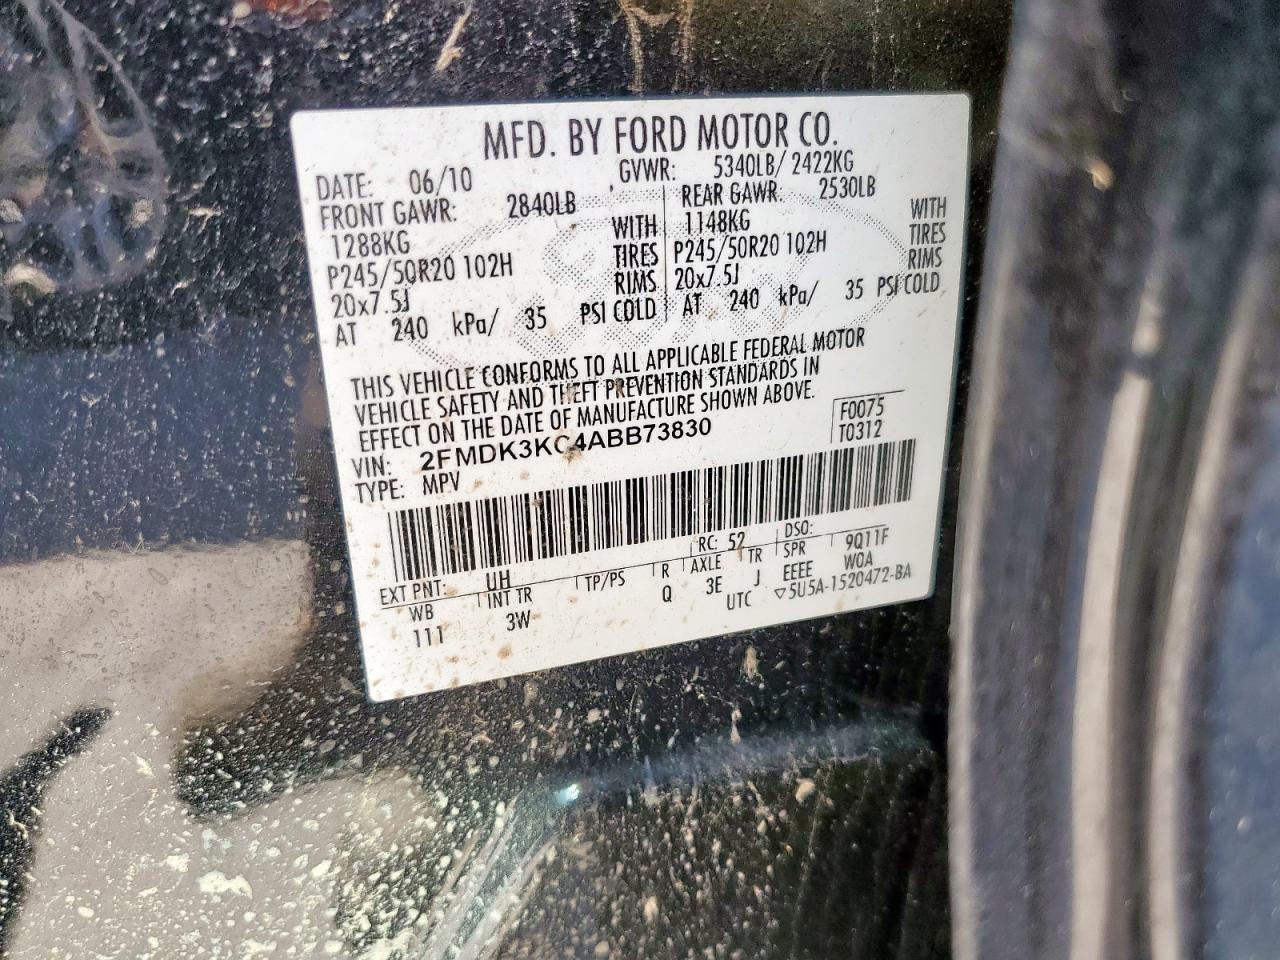 MFD. BY FORD MOTOR CO.
DATE: 06/10 GVWR: 5340LB/ 2422KG
FRONT GAWR: 2840LB REAR GAWR: 2530LB
1288KG WITH 1148KG WITH
P245/50R20 102H TIRES P245/50R20 102H TIRES
20x7.5J RIMS 20x7.5J RIMS
AT 240 kPa/ 35 PSI COLD AT 240 kPa/ 35 PSI COLD
THIS VEHICLE CONFORMS TO ALL APPLICABLE FEDERAL MOTOR
VEHICLE SAFETY AND THEFT PREVENTION STANDARDS IN
EFFECT ON THE DATE OF MANUFACTURE SHOWN ABOVE.
VIN: 2FMDK3KC4ABB73830 F0075
TYPE: MPV T0312
EXT PNT: UH RC: 52 DSO: 9Q11F
WB INT TR TP/PS R AXLE TR SPR WOA
111 3W Q 3E J EEEE
UTC ▽5U5A-1520472-BA